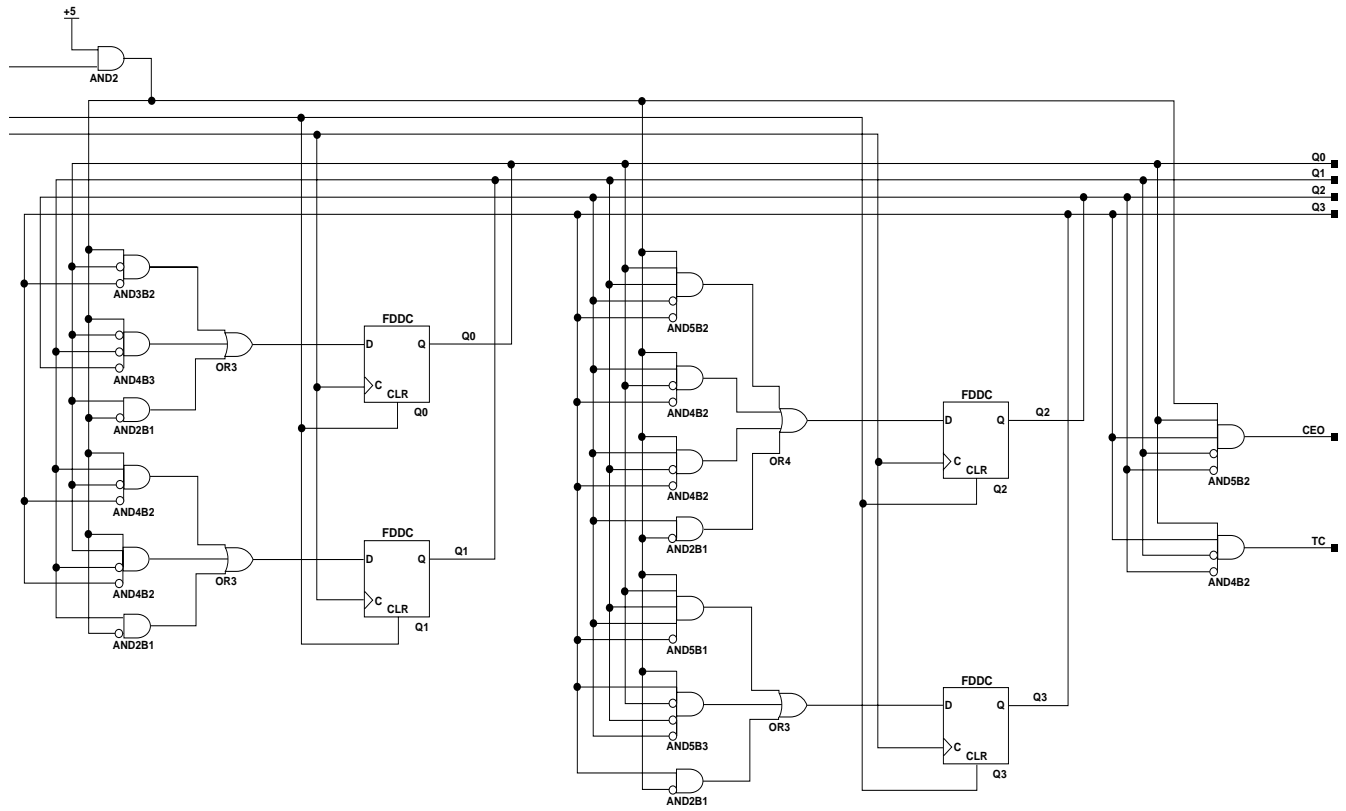 +5
AND2
Q0
Q1
Q2
Q3
AND3B2
AND4B3
AND2B1
OR3
FDDC
D
Q
C
CLR
Q0
Q0
AND4B2
AND4B2
AND2B1
OR3
FDDC
D
Q
C
CLR
Q1
Q1
AND5B2
AND4B2
AND4B2
AND2B1
OR4
FDDC
D
Q
C
CLR
Q2
Q2
AND5B1
AND5B3
AND2B1
OR3
FDDC
D
Q
C
CLR
Q3
Q3
CEO
AND5B2
TC
AND4B2